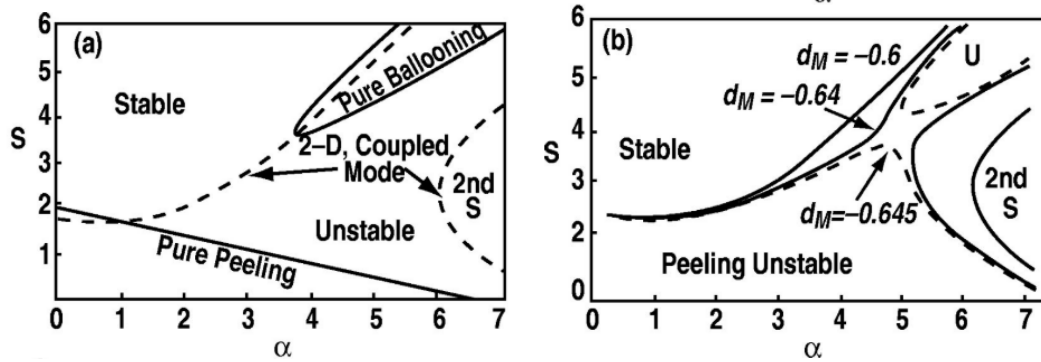 α
(a)
6
5
4
3
2
1
S
Stable
Pure Ballooning
2–D, Coupled
Mode
2nd
S
Unstable
Pure Peeling
0 1 2 3 4 5 6 7
α
(b)
6
5
4
3
2
0
S
d_M = –0.6
U
d_M = –0.64
Stable
2nd
S
d_M=–0.645
Peeling Unstable
0 1 2 3 4 5 6 7
α